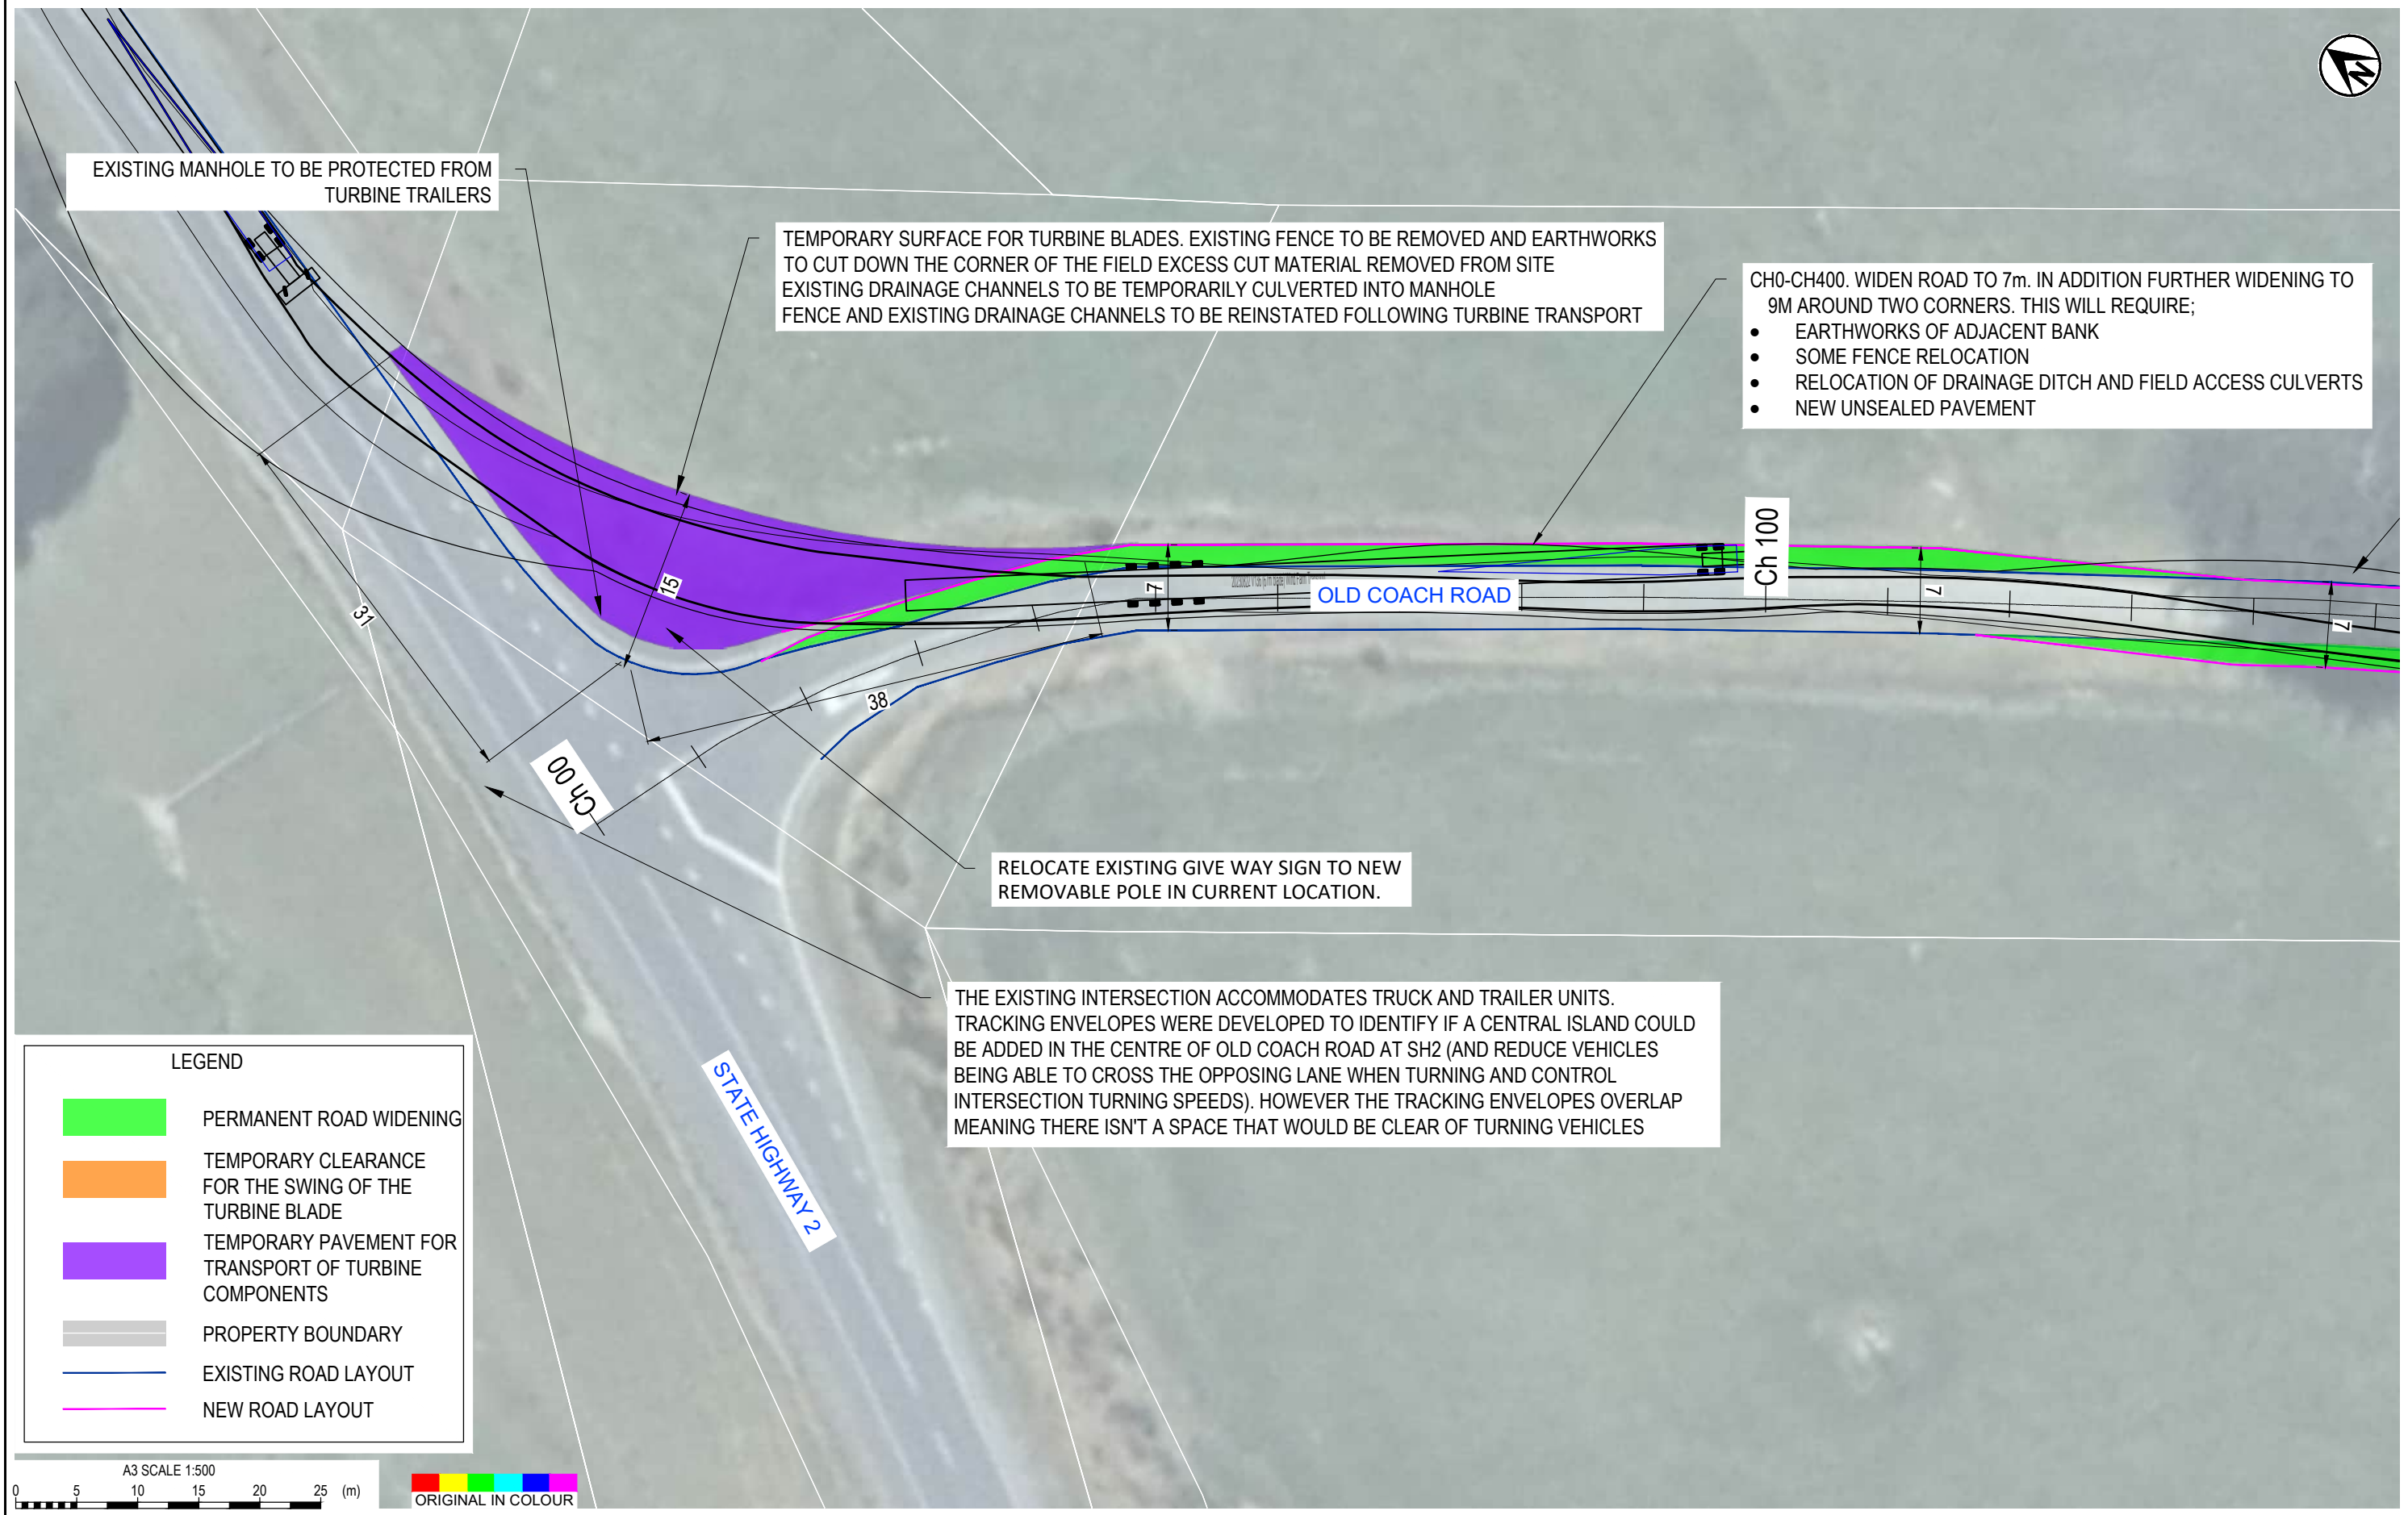 EXISTING MANHOLE TO BE PROTECTED FROM
TURBINE TRAILERS
TEMPORARY SURFACE FOR TURBINE BLADES. EXISTING FENCE TO BE REMOVED AND EARTHWORKS
TO CUT DOWN THE CORNER OF THE FIELD EXCESS CUT MATERIAL REMOVED FROM SITE
EXISTING DRAINAGE CHANNELS TO BE TEMPORARILY CULVERTED INTO MANHOLE
FENCE AND EXISTING DRAINAGE CHANNELS TO BE REINSTATED FOLLOWING TURBINE TRANSPORT
CH0-CH400. WIDEN ROAD TO 7m. IN ADDITION FURTHER WIDENING TO
9M AROUND TWO CORNERS. THIS WILL REQUIRE;
• EARTHWORKS OF ADJACENT BANK
• SOME FENCE RELOCATION
• RELOCATION OF DRAINAGE DITCH AND FIELD ACCESS CULVERTS
• NEW UNSEALED PAVEMENT
N
Ch 100
15
7
OLD COACH ROAD
7
7
31
38
Ch 00
RELOCATE EXISTING GIVE WAY SIGN TO NEW
REMOVABLE POLE IN CURRENT LOCATION.
THE EXISTING INTERSECTION ACCOMMODATES TRUCK AND TRAILER UNITS.
TRACKING ENVELOPES WERE DEVELOPED TO IDENTIFY IF A CENTRAL ISLAND COULD
BE ADDED IN THE CENTRE OF OLD COACH ROAD AT SH2 (AND REDUCE VEHICLES
BEING ABLE TO CROSS THE OPPOSING LANE WHEN TURNING AND CONTROL
INTERSECTION TURNING SPEEDS). HOWEVER THE TRACKING ENVELOPES OVERLAP
MEANING THERE ISN'T A SPACE THAT WOULD BE CLEAR OF TURNING VEHICLES
STATE HIGHWAY 2
LEGEND
PERMANENT ROAD WIDENING
TEMPORARY CLEARANCE
FOR THE SWING OF THE
TURBINE BLADE
TEMPORARY PAVEMENT FOR
TRANSPORT OF TURBINE
COMPONENTS
PROPERTY BOUNDARY
EXISTING ROAD LAYOUT
NEW ROAD LAYOUT
A3 SCALE 1:500
0 5 10 15 20 25 (m)
ORIGINAL IN COLOUR